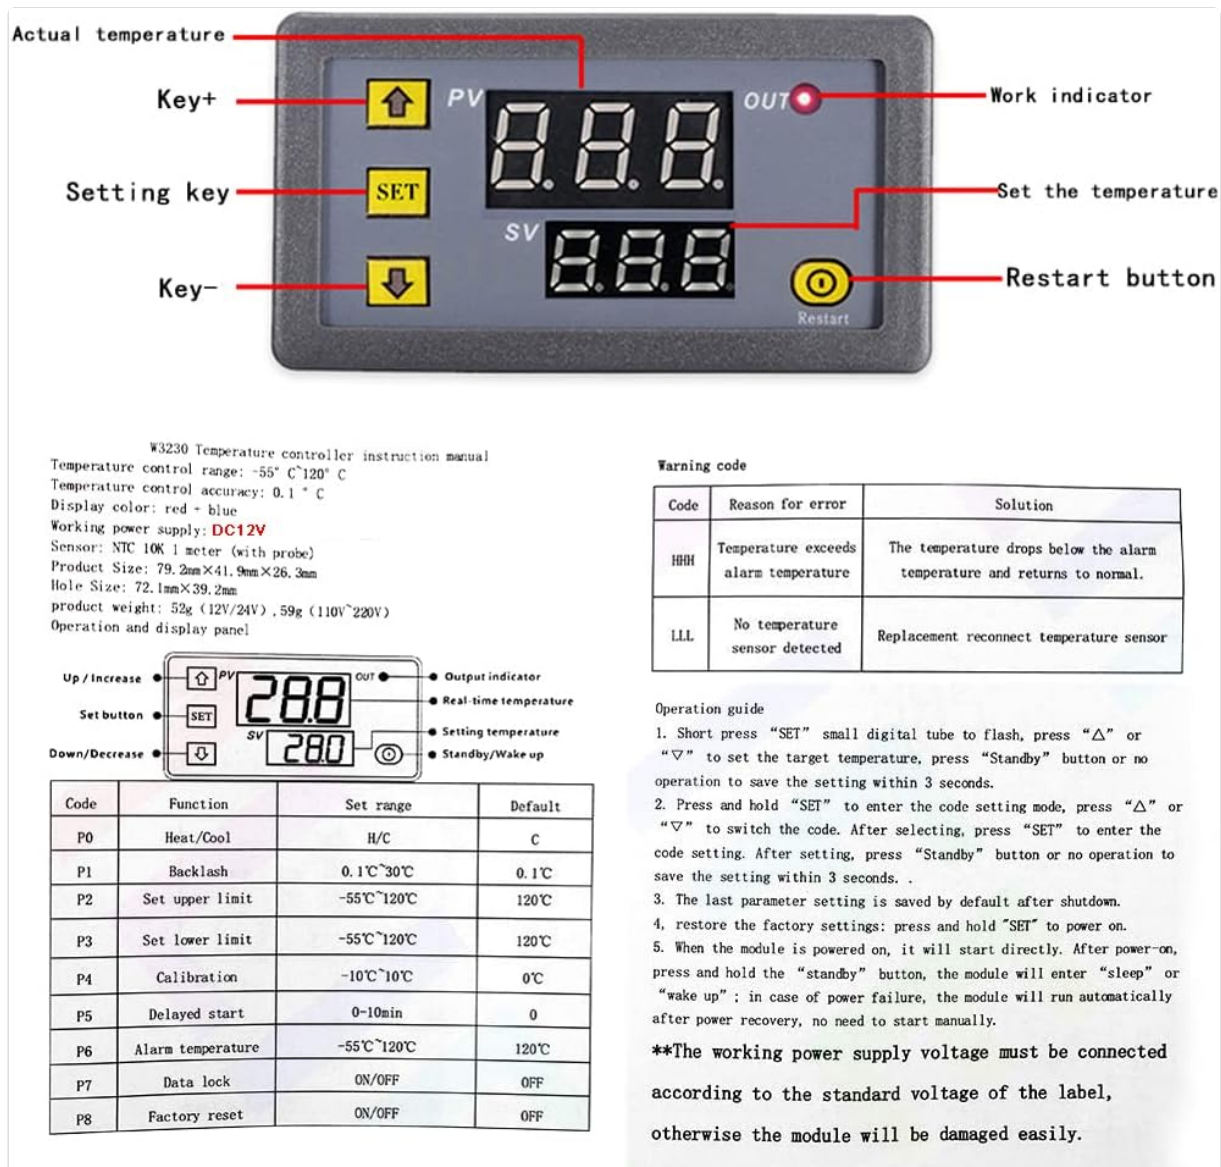 Actual temperature
Key+
PV
OUT
Work indicator
Setting key
SET
Set the temperature
SV
Key-
Restart button
Restart
W3230 Temperature controller instruction manual
Temperature control range: -55° C~120° C
Temperature control accuracy: 0.1 ° C
Display color: red + blue
Working power supply: DC12V
Sensor: NTC 10K 1 meter (with probe)
Product Size: 79.2mm×41.9mm×26.3mm
Hole Size: 72.1mm×39.2mm
product weight: 52g (12V/24V) , 59g (110V~220V)
Operation and display panel
Up / Increase
PV
28.8
OUT
Output indicator
Real-time temperature
Set button
SET
SV
28.0
Setting temperature
Down/Decrease
Standby/Wake up
Code Function Set range Default
P0 Heat/Cool H/C C
P1 Backlash 0.1℃~30℃ 0.1℃
P2 Set upper limit -55℃~120℃ 120℃
P3 Set lower limit -55℃~120℃ 120℃
P4 Calibration -10℃~10℃ 0℃
P5 Delayed start 0-10min 0
P6 Alarm temperature -55℃~120℃ 120℃
P7 Data lock ON/OFF OFF
P8 Factory reset ON/OFF OFF
Warning code
Code Reason for error Solution
HHH Temperature exceeds alarm temperature The temperature drops below the alarm temperature and returns to normal.
LLL No temperature sensor detected Replacement reconnect temperature sensor
Operation guide
1. Short press “SET” small digital tube to flash, press “△” or
“▽” to set the target temperature, press “Standby” button or no
operation to save the setting within 3 seconds.
2. Press and hold “SET” to enter the code setting mode, press “△” or
“▽” to switch the code. After selecting, press “SET” to enter the
code setting. After setting, press “Standby” button or no operation to
save the setting within 3 seconds. .
3. The last parameter setting is saved by default after shutdown.
4, restore the factory settings: press and hold "SET" to power on.
5. When the module is powered on, it will start directly. After power-on,
press and hold the “standby” button, the module will enter “sleep” or
“wake up” ; in case of power failure, the module will run automatically
after power recovery, no need to start manually.
**The working power supply voltage must be connected
according to the standard voltage of the label,
otherwise the module will be damaged easily.